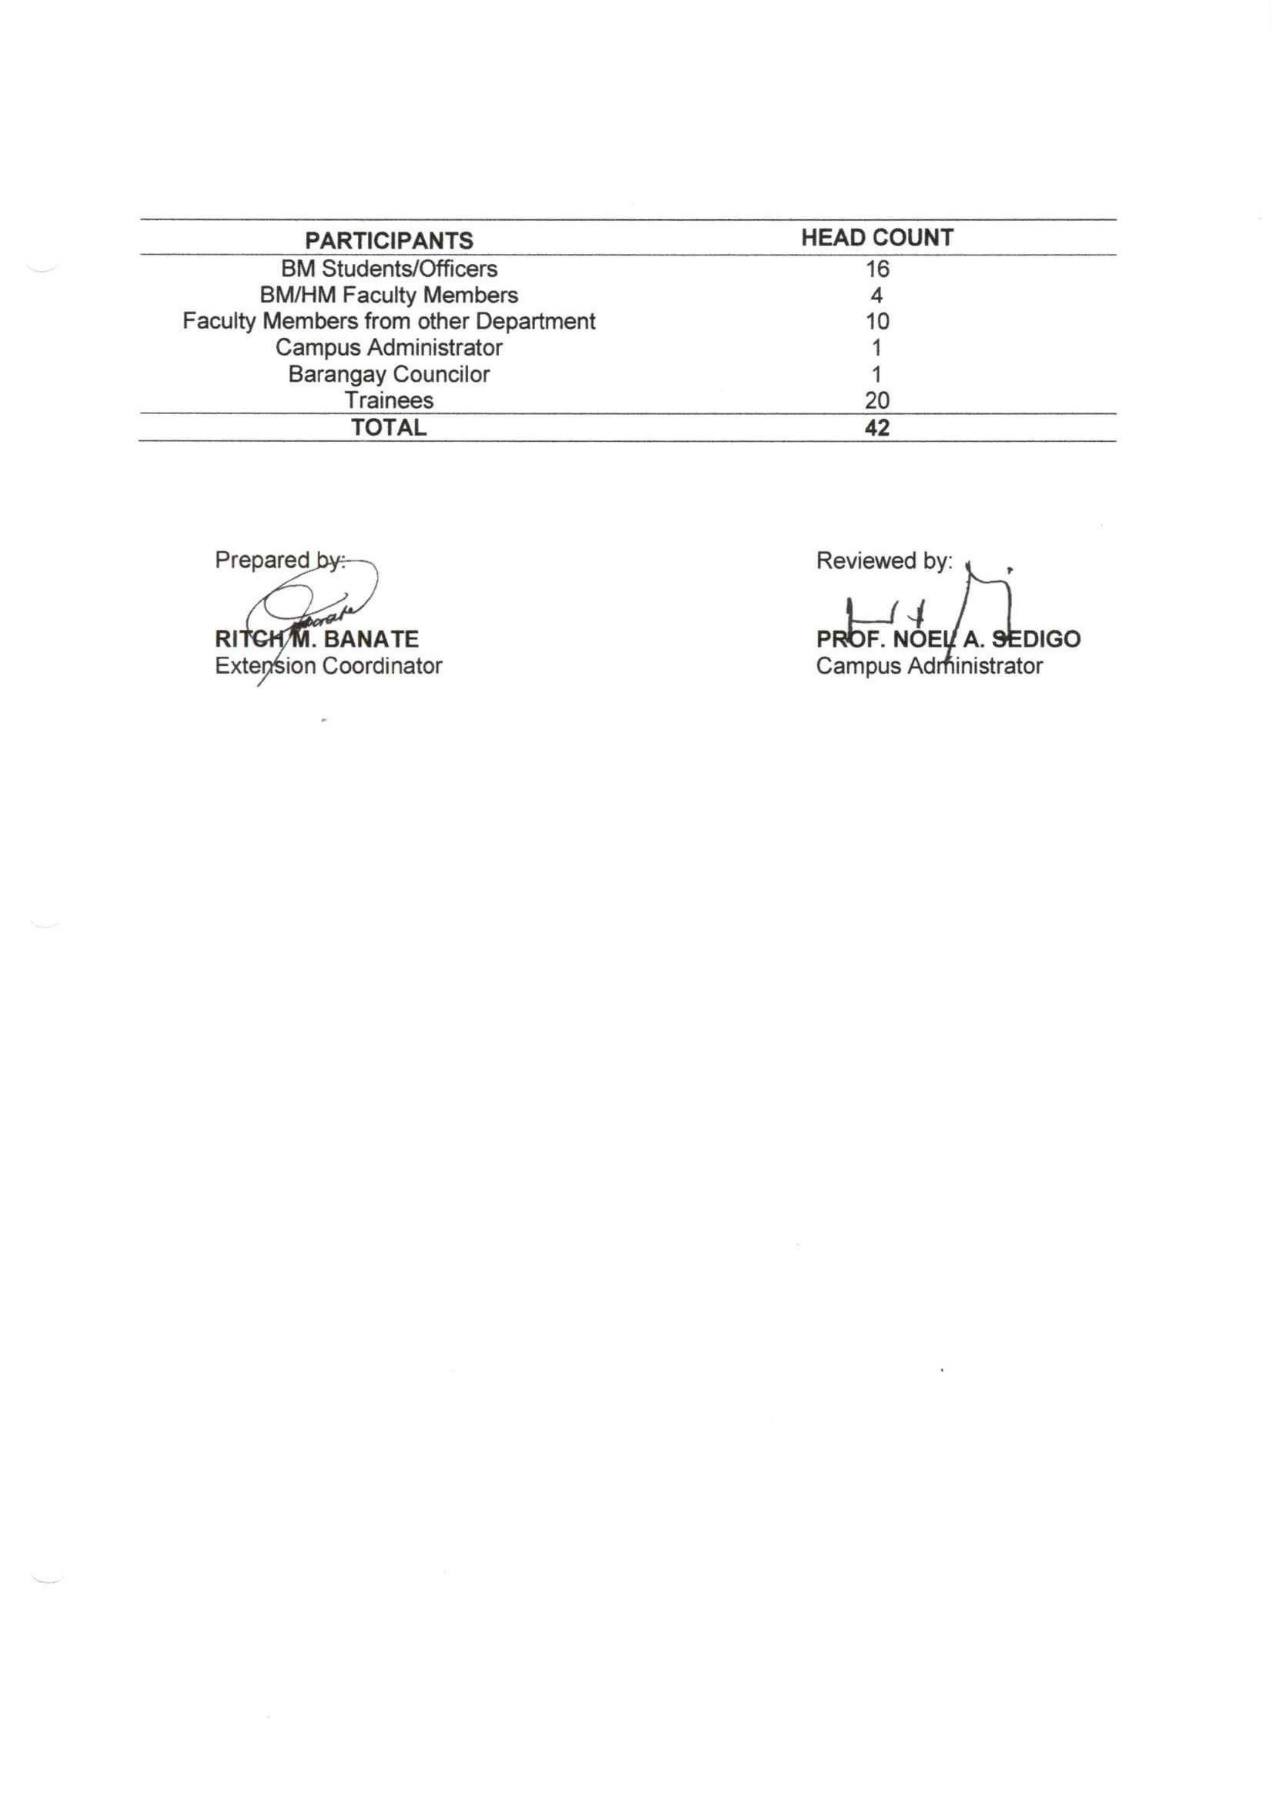 PARTICIPANTS HEAD COUNT
BM Students/Officers 16
BM/HM Faculty Members 4
Faculty Members from other Department 10
Campus Administrator 1
Barangay Councilor 1
Trainees 20
TOTAL 42
Prepared by: Reviewed by:
RITCH M. BANATE PROF. NOEL A. SEDIGO
Extension Coordinator Campus Administrator